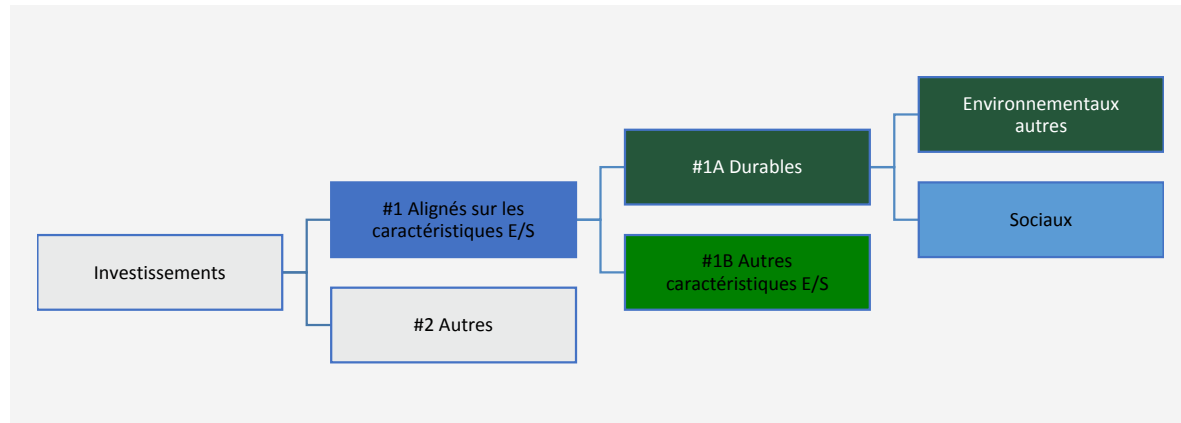 Investissements
#1 Alignés sur les
caractéristiques E/S
#2 Autres
#1A Durables
#1B Autres
caractéristiques E/S
Environnementaux
autres
Sociaux